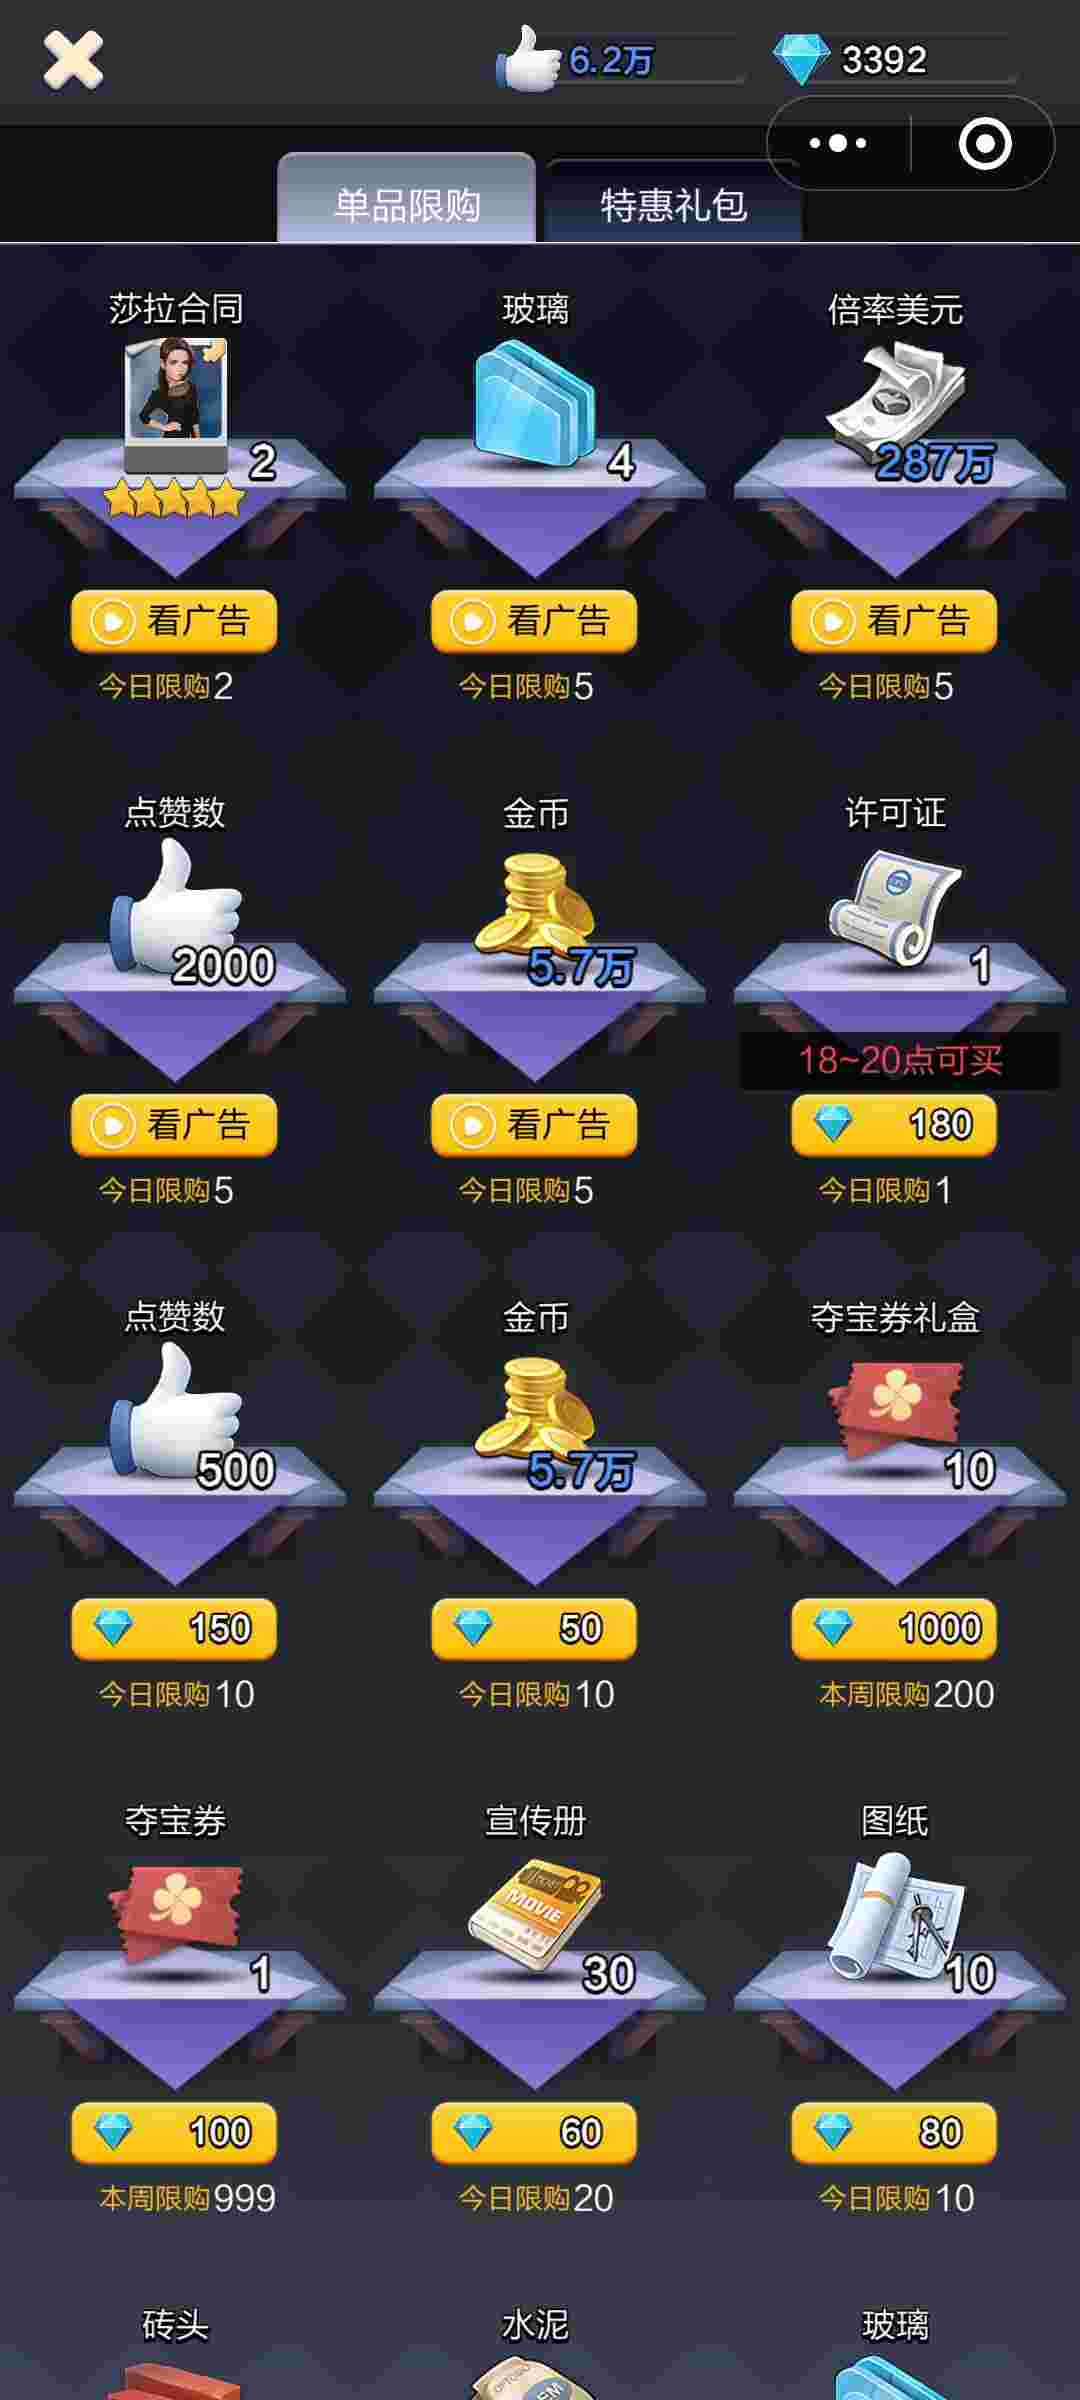 6.2万
3392
单品限购
特惠礼包
莎拉合同
玻璃
倍率美元
2
4
287万
看广告
看广告
看广告
今日限购2
今日限购5
今日限购5
点赞数
金币
许可证
2000
5.7万
1
18~20点可买
看广告
看广告
180
今日限购5
今日限购5
今日限购1
点赞数
金币
夺宝券礼盒
500
5.7万
10
150
50
1000
今日限购10
今日限购10
本周限购200
夺宝券
宣传册
图纸
MOVIE
1
30
10
100
60
80
本周限购999
今日限购20
今日限购10
砖头
水泥
玻璃